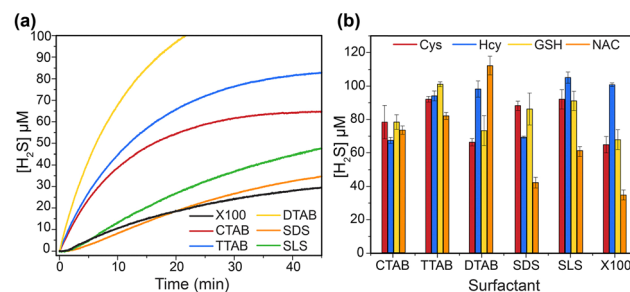 (a)
100
90
80
70
60
50
40
30
20
10
0
[H₂S] μM
0 10 20 30 40
Time (min)
X100 DTAB
CTAB SDS
TTAB SLS
(b)
Cys Hcy GSH NAC
120
100
80
60
40
20
0
[H₂S] μM
CTAB TTAB DTAB SDS SLS X100
Surfactant